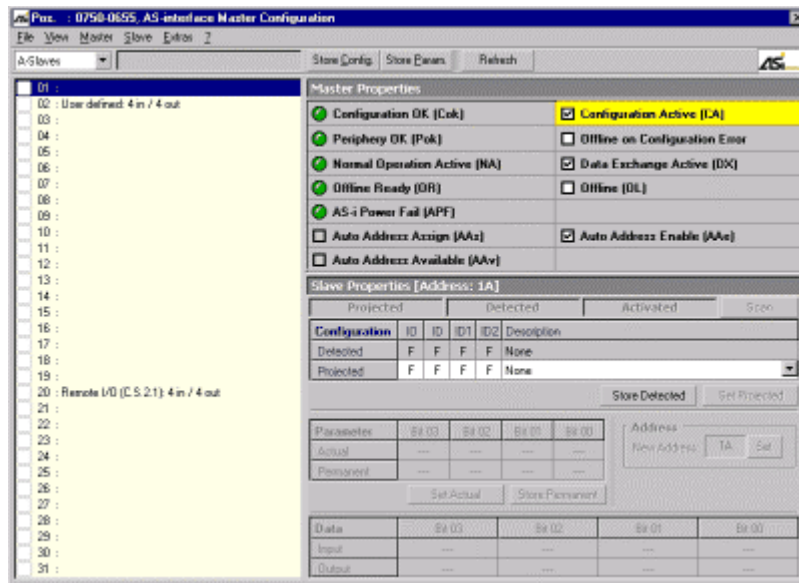 Poz. : 0750-0655, AS-interface Master Configuration
File View Master Slave Extras ?
A-Slaves Store Config. Store Param. Refresh ASi
01 :
02 : User defined: 4 in / 4 out
03 :
04 :
05 :
06 :
07 :
08 :
09 :
10 :
11 :
12 :
13 :
14 :
15 :
16 :
17 :
18 :
19 :
20 : Remote I/O (C.S.2.1): 4 in / 4 out
21 :
22 :
23 :
24 :
25 :
26 :
27 :
28 :
29 :
30 :
31 :
Master Properties
Configuration OK (Cok) Configuration Active (CA)
Periphery OK (Pok) Offline on Configuration Error
Normal Operation Active (NA) Data Exchange Active (DX)
Offline Ready (OR) Offline (OL)
AS-i Power Fail (APF)
Auto Address Assign (AAs) Auto Address Enable (AAe)
Auto Address Available (AAv)
Slave Properties [Address: 1A]
Projected Detected Activated Scan
Configuration IO ID ID1 ID2 Description
Detected F F F F None
Projected F F F F None
Store Detected Get Projected
Parameter Bit 03 Bit 02 Bit 01 Bit 00
Actual --- --- --- ---
Permanent --- --- --- ---
Set Actual Store Permanent
Address
New Address: 1A Set
Data Bit 03 Bit 02 Bit 01 Bit 00
Input --- --- --- ---
Output --- --- --- ---